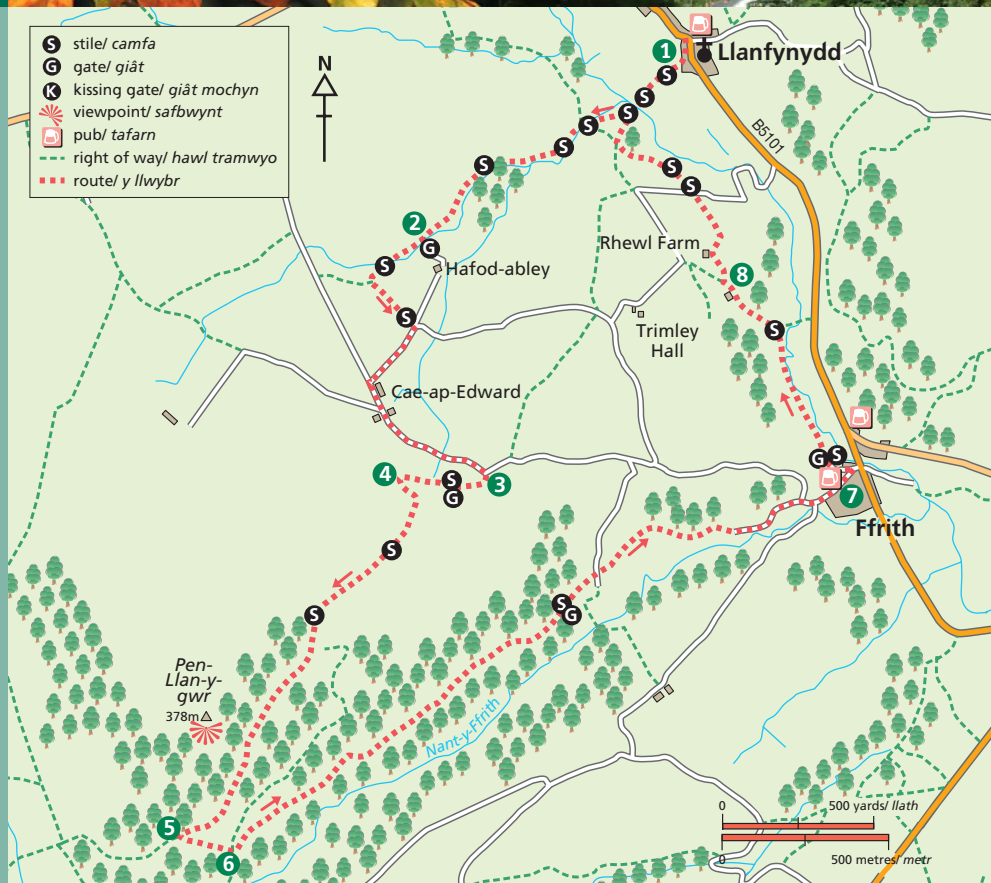 S stile/ camfa
G gate/ giât
K kissing gate/ giât mochyn
viewpoint/ safbwynt
pub/ tafarn
right of way/ hawl tramwyo
route/ y llwybr
N
1
Llanfynydd
S
S
S
S
S
S
B5101
S
S
2
G
Rhewl Farm
S
Hafod-abley
8
S
S
Trimley
Hall
Cae-ap-Edward
4
S
G
3
G
S
7
Ffrith
S
S
S
G
Pen-
Llan-y-
gwr
378m
Nant-y-Ffrith
5
6
0 500 yards/ llath
0 500 metres/ metr